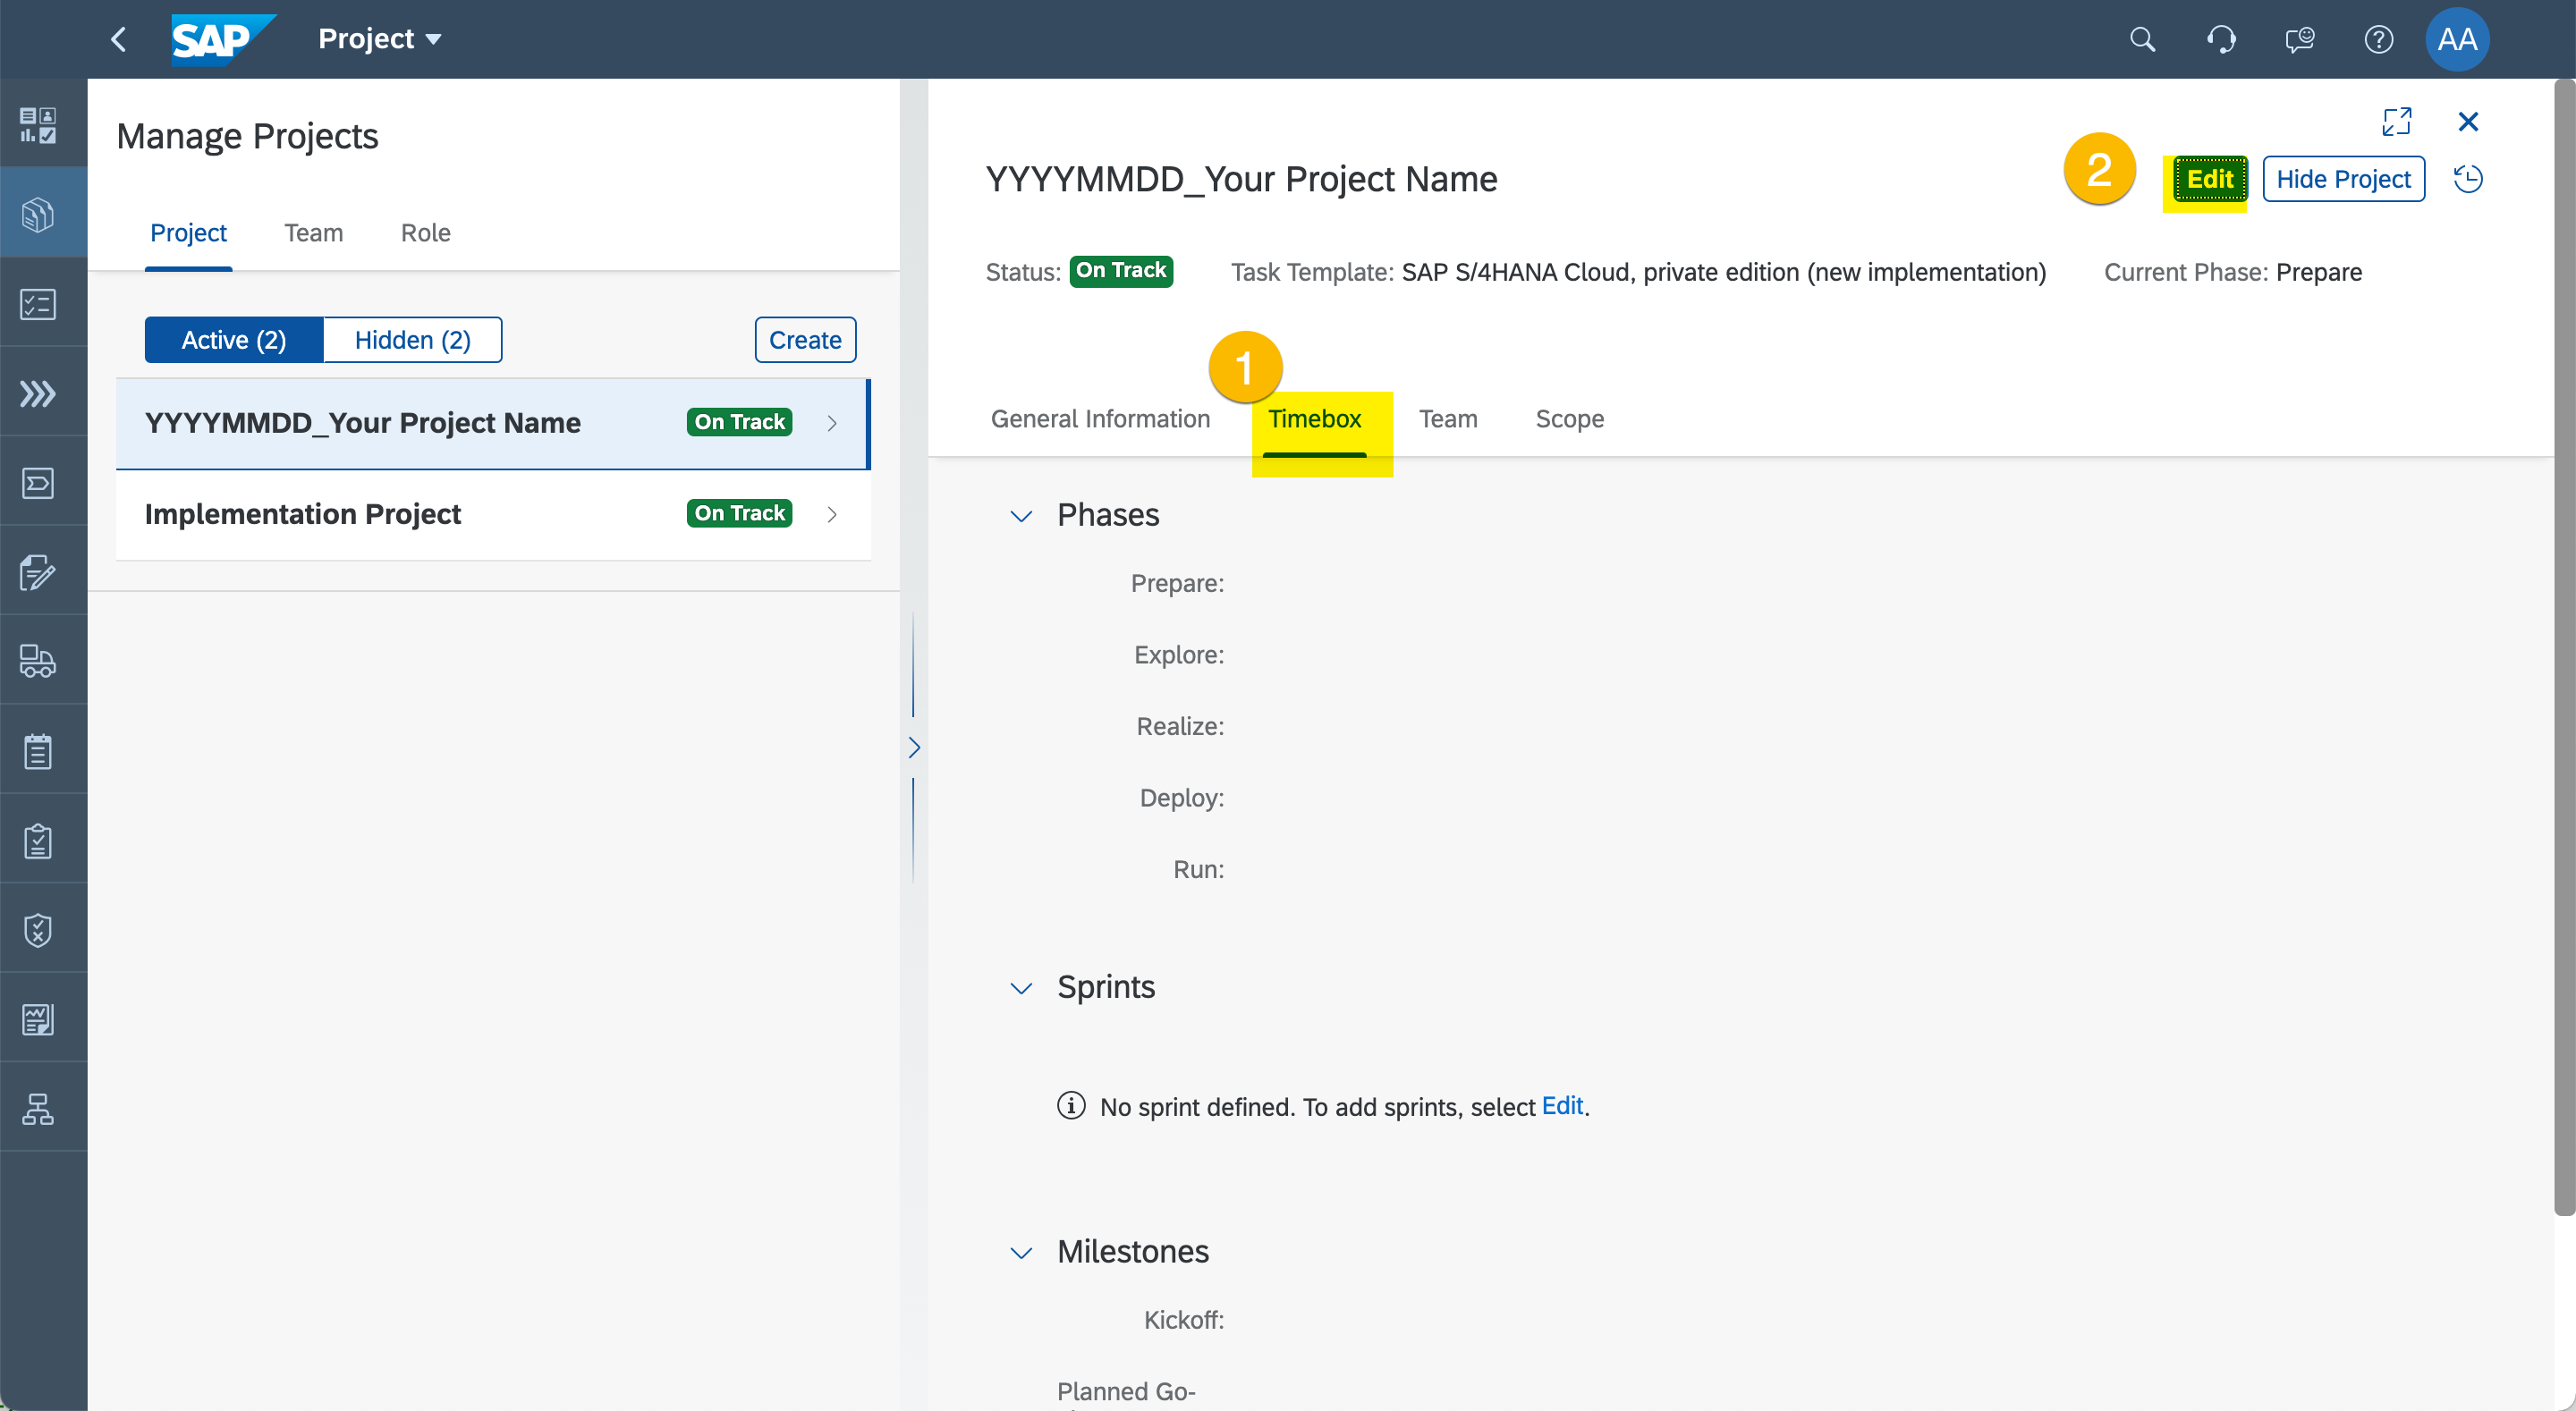 SAP
Project
AA
Manage Projects
Project Team Role
Active (2) Hidden (2) Create
YYYYMMDD_Your Project Name On Track
Implementation Project On Track
YYYYMMDD_Your Project Name
2
Edit Hide Project
Status: On Track Task Template: SAP S/4HANA Cloud, private edition (new implementation) Current Phase: Prepare
1
General Information Timebox Team Scope
Phases
Prepare:
Explore:
Realize:
Deploy:
Run:
Sprints
No sprint defined. To add sprints, select Edit.
Milestones
Kickoff:
Planned Go-